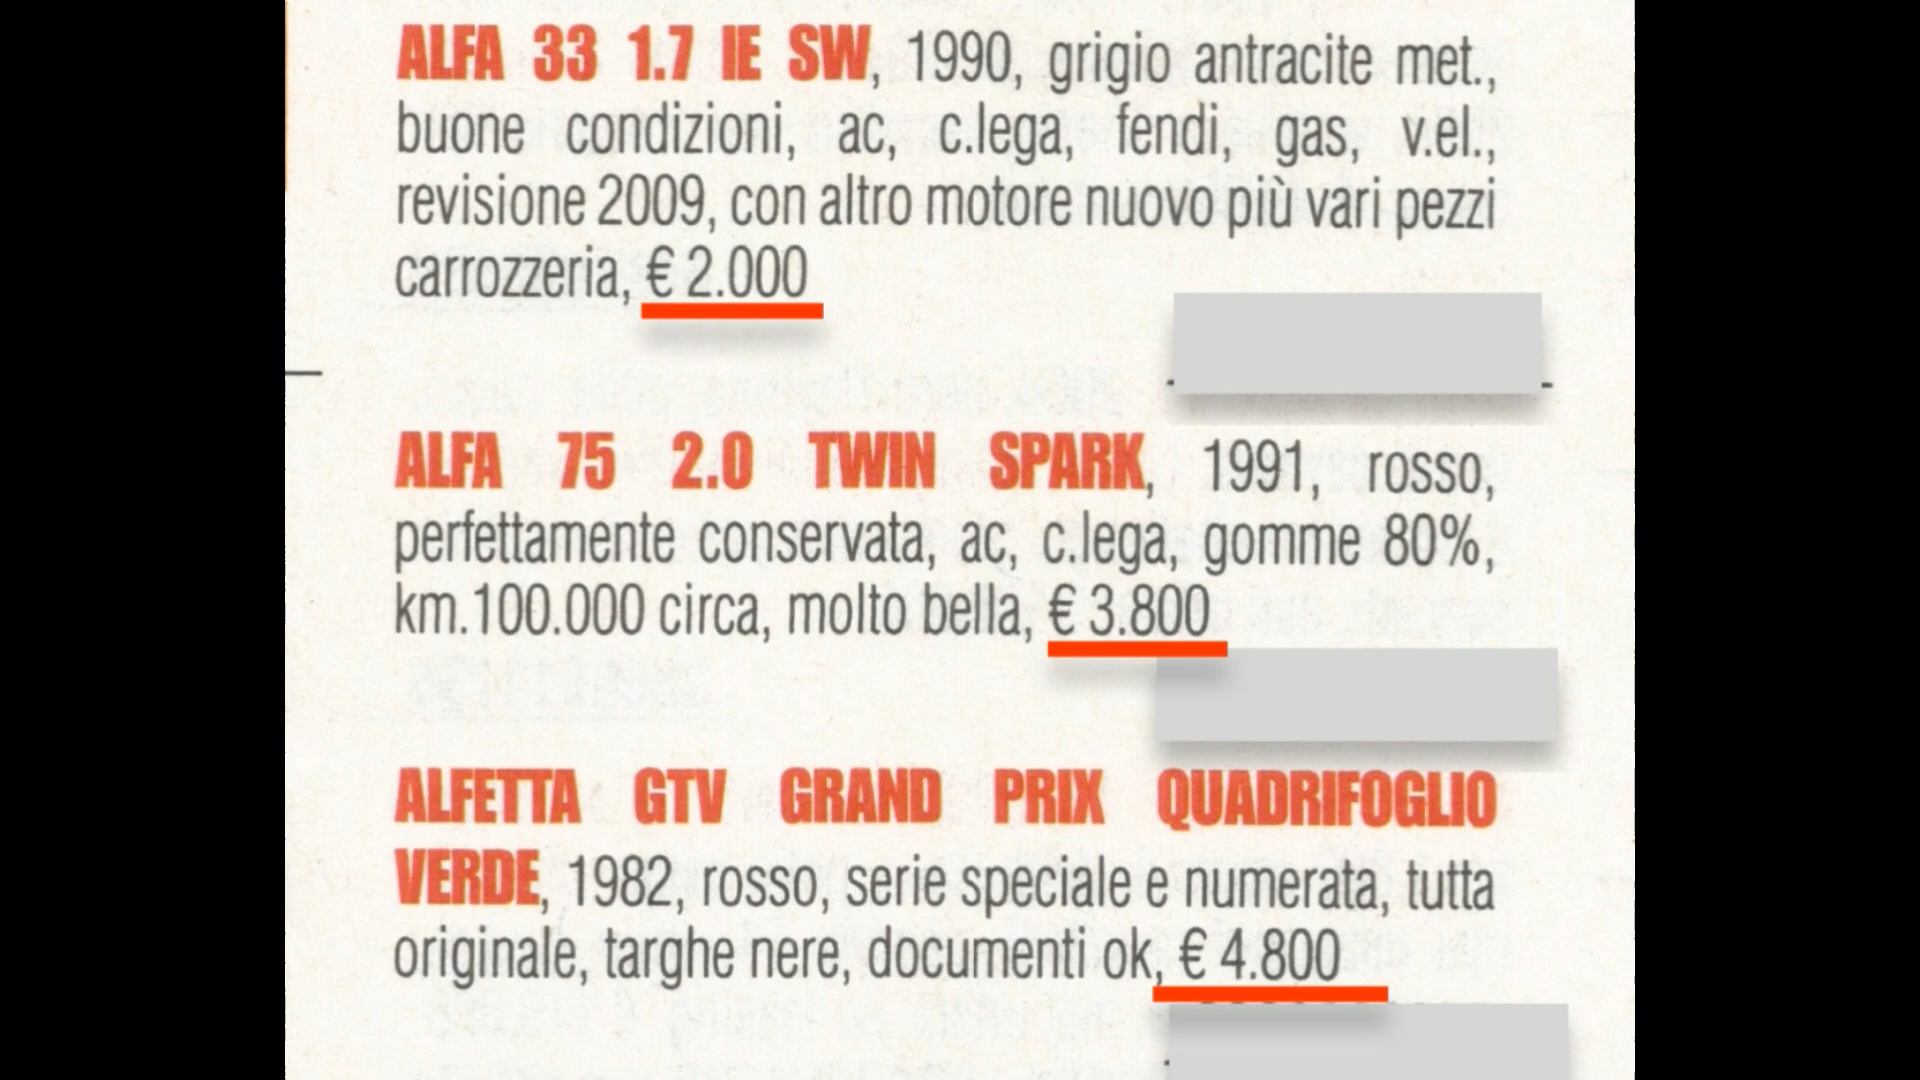 ALFA 33 1.7 IE SW, 1990, grigio antracite met.,
buone condizioni, ac, c.lega, fendi, gas, v.el.,
revisione 2009, con altro motore nuovo più vari pezzi
carrozzeria, € 2.000
ALFA 75 2.0 TWIN SPARK, 1991, rosso,
perfettamente conservata, ac, c.lega, gomme 80%,
km.100.000 circa, molto bella, € 3.800
ALFETTA GTV GRAND PRIX QUADRIFOGLIO
VERDE, 1982, rosso, serie speciale e numerata, tutta
originale, targhe nere, documenti ok, € 4.800